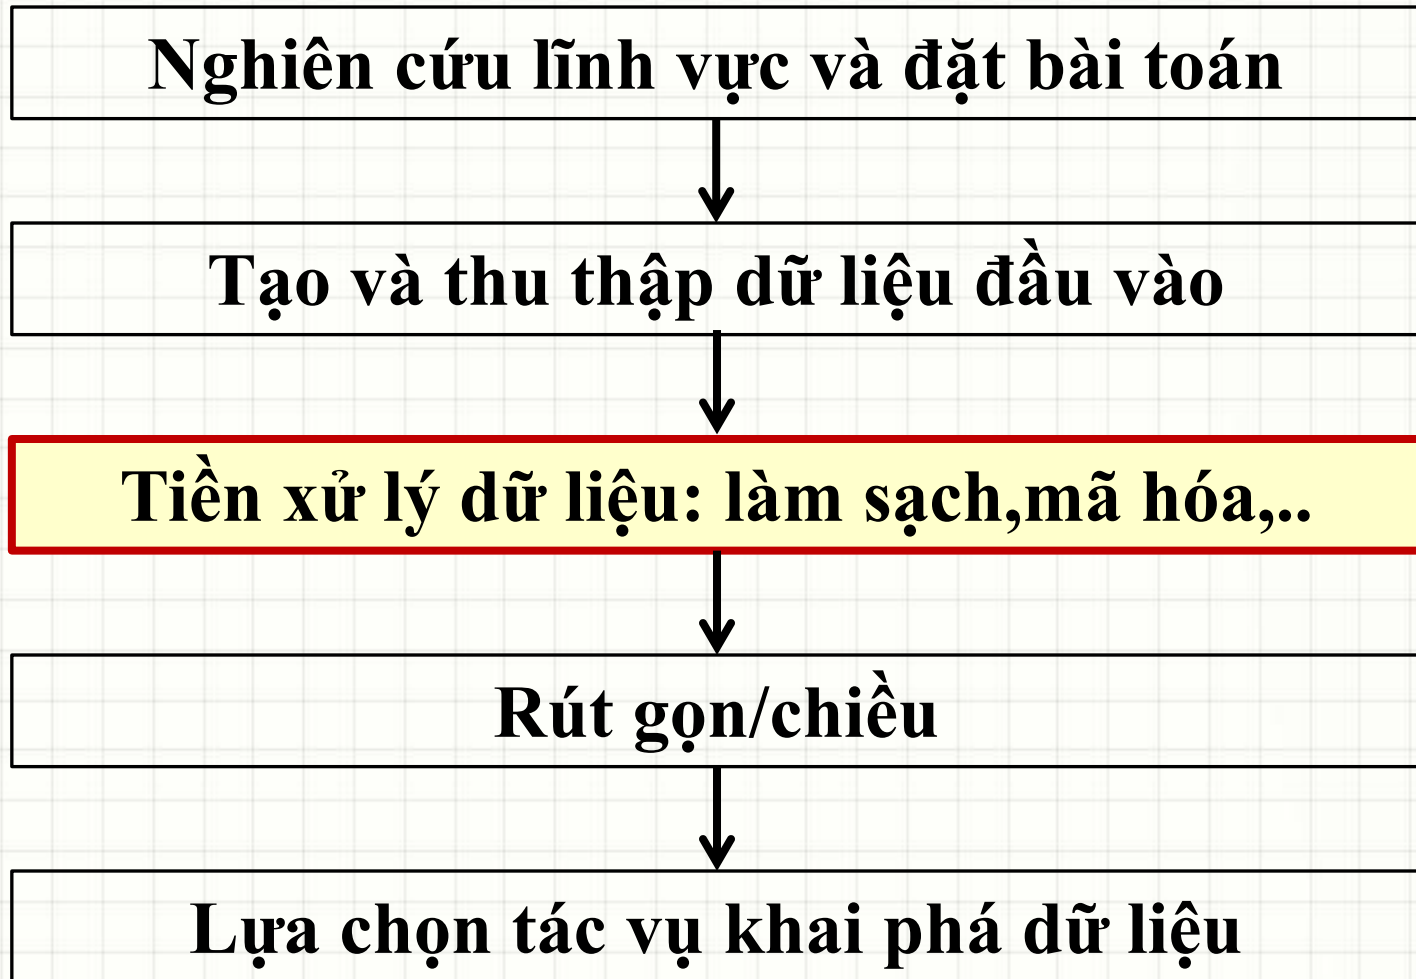 Nghiên cứu lĩnh vực và đặt bài toán
Tạo và thu thập dữ liệu đầu vào
Tiền xử lý dữ liệu: làm sạch,mã hóa,..
Rút gọn/chiều
Lựa chọn tác vụ khai phá dữ liệu